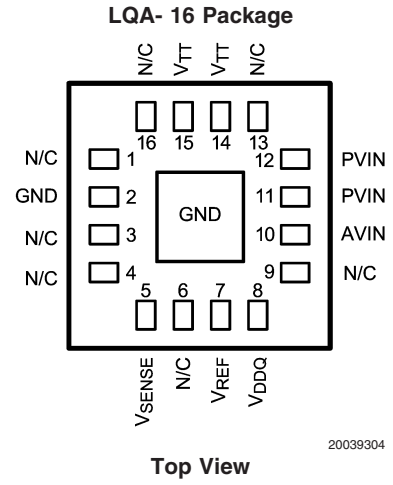 LQA- 16 Package
N/C VTT VTT N/C
16 15 14 13
N/C 1 12 PVIN
GND 2 11 PVIN
GND
N/C 3 10 AVIN
N/C 4 9 N/C
5 6 7 8
VSENSE N/C VREF VDDQ
20039304
Top View